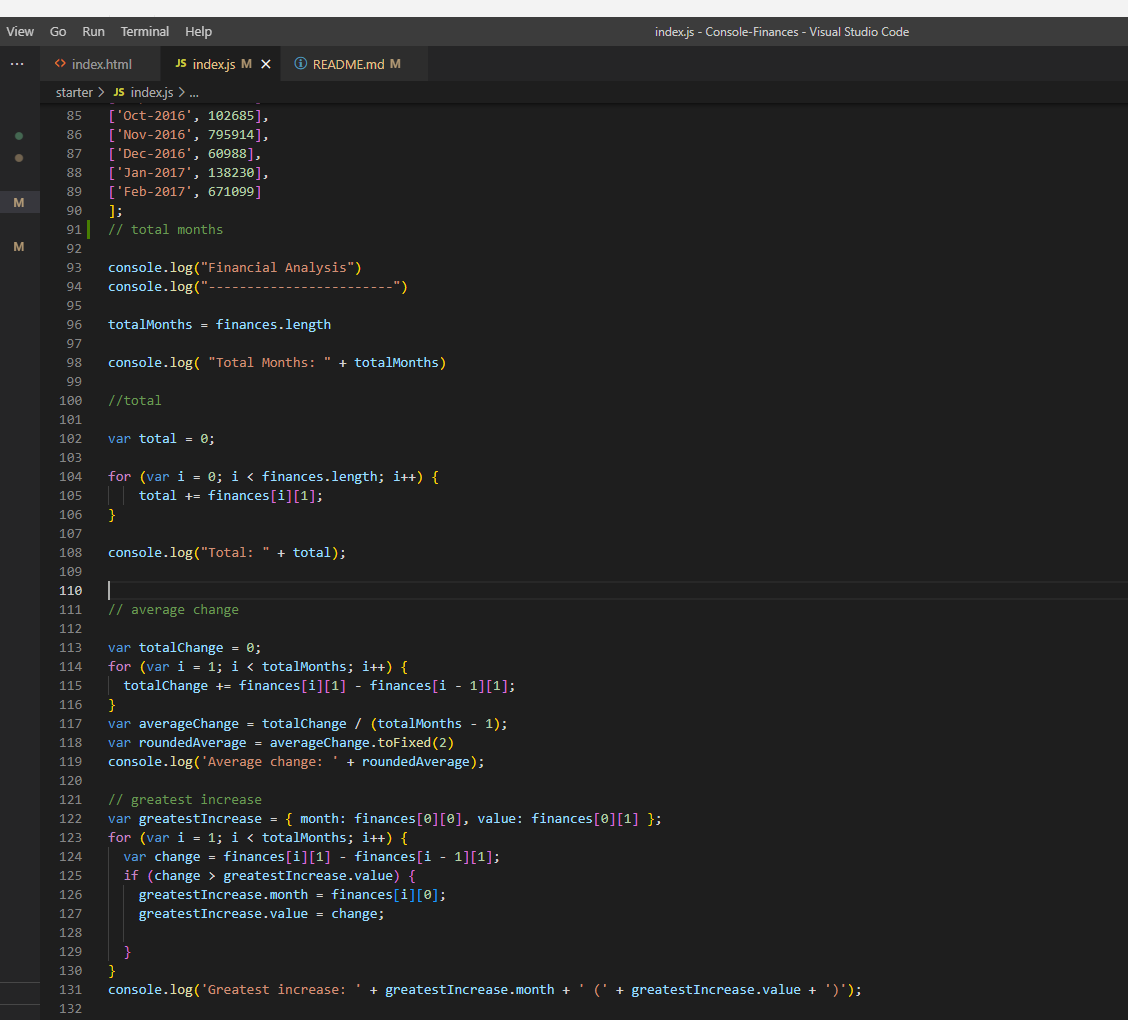 View Go Run Terminal Help index.js - Console-Finances - Visual Studio Code
··· <> index.html JS index.js M × ⓘ README.md M
starter > JS index.js > ...
85 ['Oct-2016', 102685],
86 ['Nov-2016', 795914],
87 ['Dec-2016', 60988],
88 ['Jan-2017', 138230],
89 ['Feb-2017', 671099]
90 ];
91 // total months
92
93 console.log("Financial Analysis")
94 console.log("------------------------")
95
96 totalMonths = finances.length
97
98 console.log( "Total Months: " + totalMonths)
99
100 //total
101
102 var total = 0;
103
104 for (var i = 0; i < finances.length; i++) {
105     total += finances[i][1];
106 }
107
108 console.log("Total: " + total);
109
110
111 // average change
112
113 var totalChange = 0;
114 for (var i = 1; i < totalMonths; i++) {
115   totalChange += finances[i][1] - finances[i - 1][1];
116 }
117 var averageChange = totalChange / (totalMonths - 1);
118 var roundedAverage = averageChange.toFixed(2)
119 console.log('Average change: ' + roundedAverage);
120
121 // greatest increase
122 var greatestIncrease = { month: finances[0][0], value: finances[0][1] };
123 for (var i = 1; i < totalMonths; i++) {
124   var change = finances[i][1] - finances[i - 1][1];
125   if (change > greatestIncrease.value) {
126     greatestIncrease.month = finances[i][0];
127     greatestIncrease.value = change;
128
129   }
130 }
131 console.log('Greatest increase: ' + greatestIncrease.month + ' (' + greatestIncrease.value + ')');
132
M
M